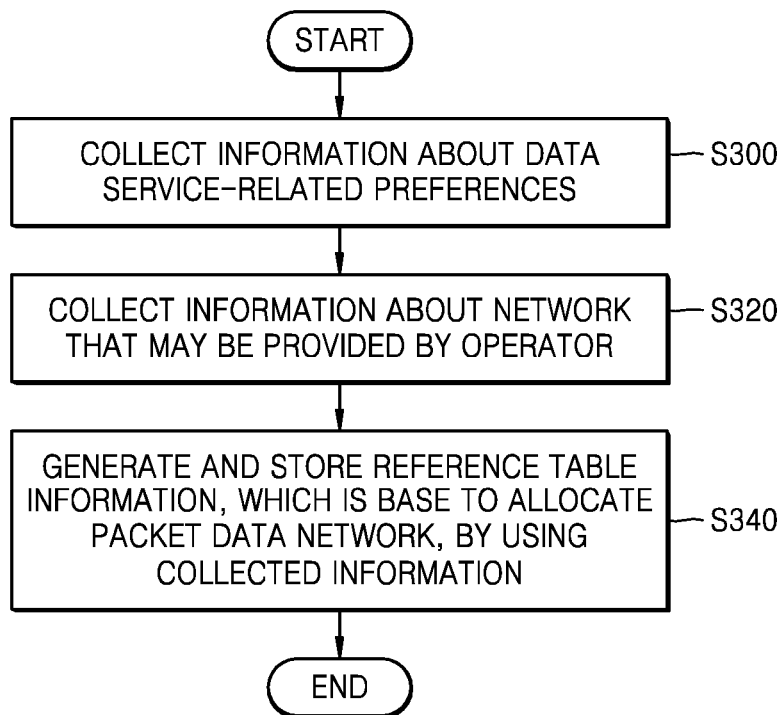 START
COLLECT INFORMATION ABOUT DATA
SERVICE-RELATED PREFERENCES
S300
COLLECT INFORMATION ABOUT NETWORK
THAT MAY BE PROVIDED BY OPERATOR
S320
GENERATE AND STORE REFERENCE TABLE
INFORMATION, WHICH IS BASE TO ALLOCATE
PACKET DATA NETWORK, BY USING
COLLECTED INFORMATION
S340
END